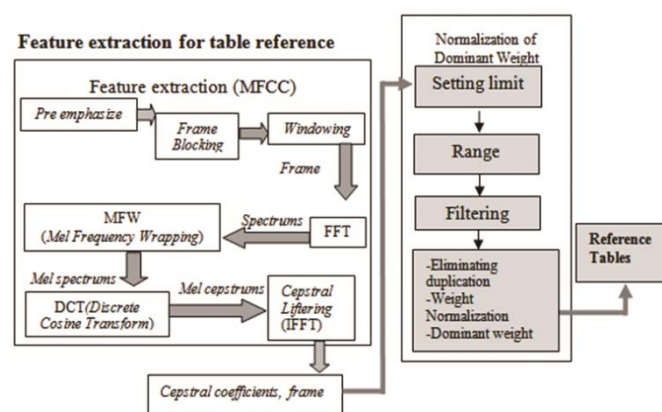 Feature extraction for table reference
Feature extraction (MFCC)
Pre emphasize
Frame
Blocking
Windowing
Frame
FFT
Spectrums
MFW
(Mel Frequency Wrapping)
Mel spectrums
DCT(Discrete
Cosine Transform)
Mel cepstrums
Cepstral
Liftering
(IFFT)
Cepstral coefficients, frame
Normalization of
Dominant Weight
Setting limit
Range
Filtering
-Eliminating
duplication
-Weight
Normalization
-Dominant weight
Reference
Tables